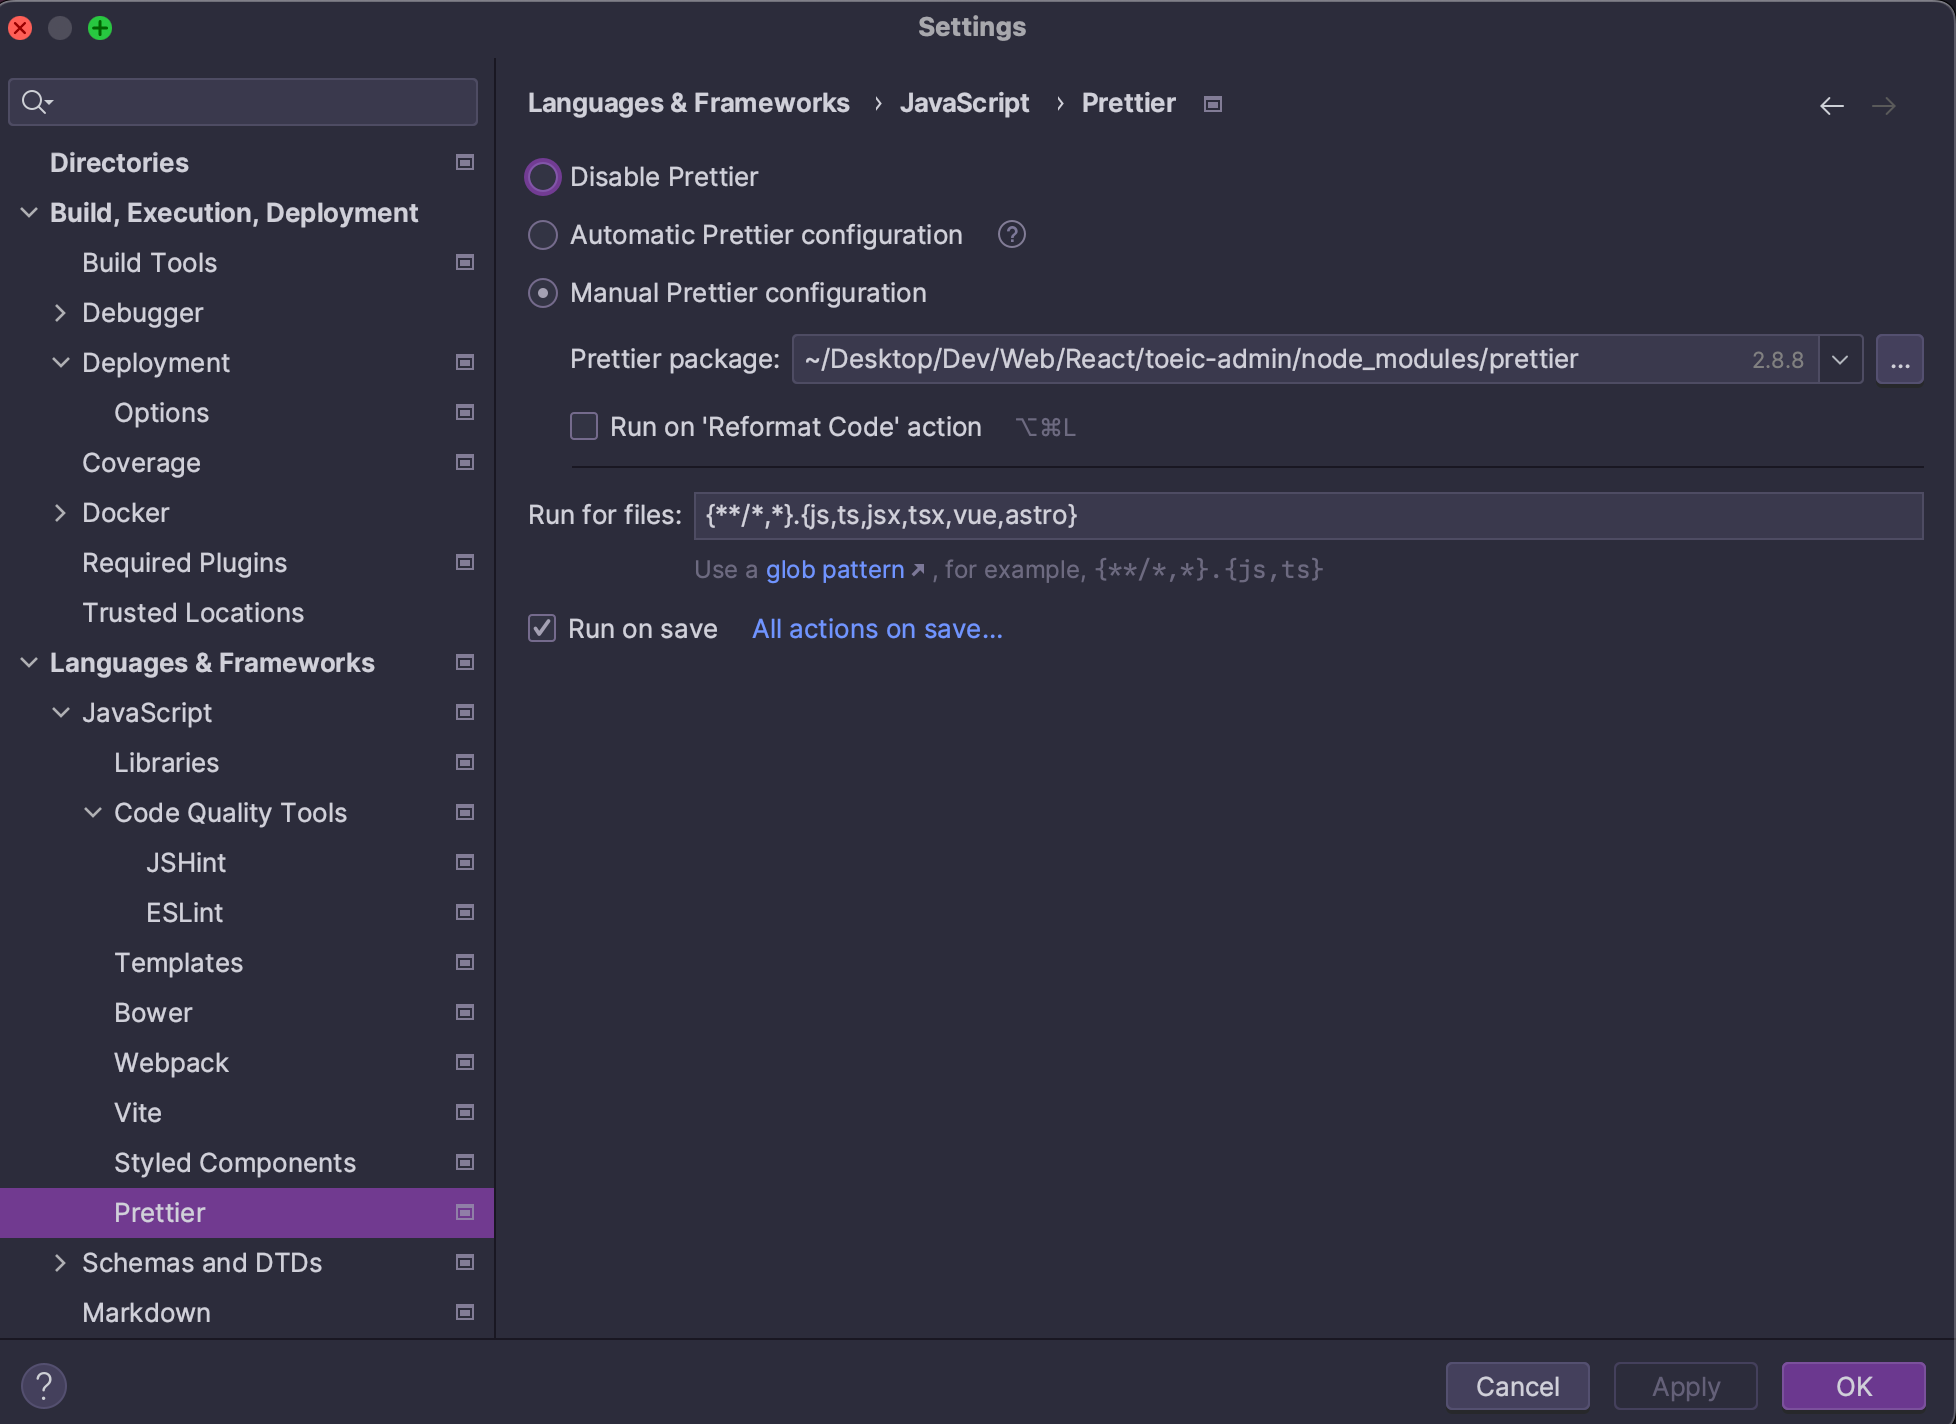 Settings
Directories
Build, Execution, Deployment
Build Tools
Debugger
Deployment
Options
Coverage
Docker
Required Plugins
Trusted Locations
Languages & Frameworks
JavaScript
Libraries
Code Quality Tools
JSHint
ESLint
Templates
Bower
Webpack
Vite
Styled Components
Prettier
Schemas and DTDs
Markdown
Languages & Frameworks › JavaScript › Prettier
Disable Prettier
Automatic Prettier configuration ?
Manual Prettier configuration
Prettier package: ~/Desktop/Dev/Web/React/toeic-admin/node_modules/prettier 2.8.8 ...
Run on 'Reformat Code' action ⌥⌘L
Run for files: {**/*,*}.{js,ts,jsx,tsx,vue,astro}
Use a glob pattern ↗ , for example, {**/*,*}.{js,ts}
Run on save All actions on save...
? Cancel Apply OK